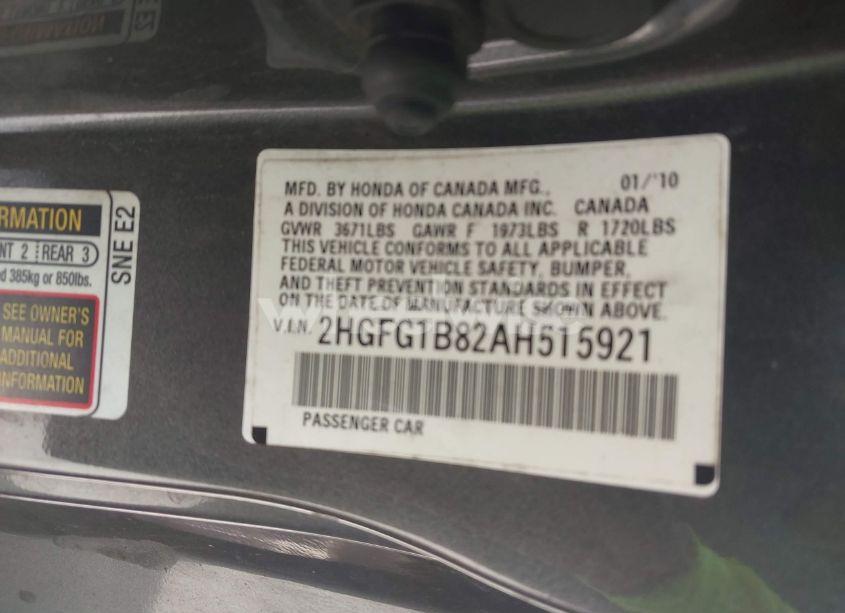 MFD. BY HONDA OF CANADA MFG., 01/'10
A DIVISION OF HONDA CANADA INC. CANADA
GVWR 3671LBS GAWR F 1973LBS R 1720LBS
THIS VEHICLE CONFORMS TO ALL APPLICABLE
FEDERAL MOTOR VEHICLE SAFETY, BUMPER,
AND THEFT PREVENTION STANDARDS IN EFFECT
ON THE DATE OF MANUFACTURE SHOWN ABOVE.
V.I.N. 2HGFG1B82AH515921
PASSENGER CAR
RMATION
NT 2 REAR 3
d 385kg or 850lbs.
SEE OWNER'S
MANUAL FOR
ADDITIONAL
INFORMATION
SNE E2